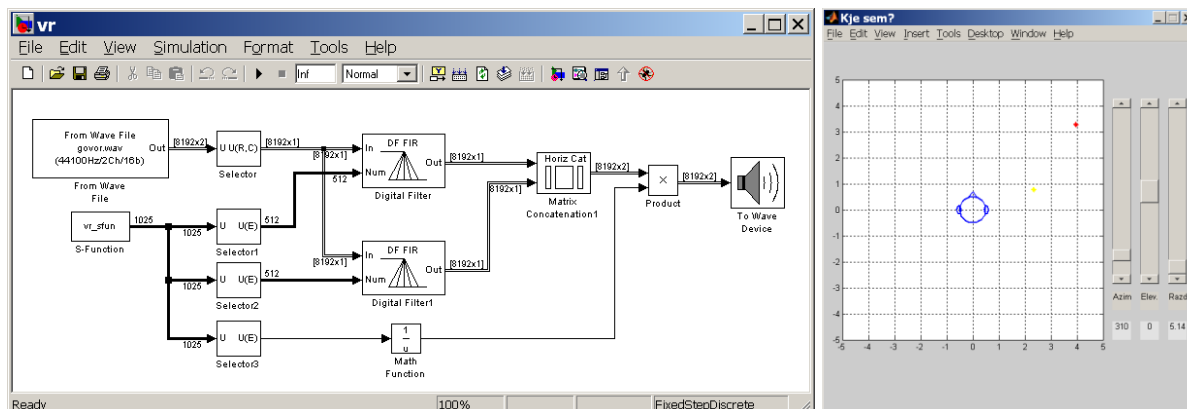 vr
File Edit View Simulation Format Tools Help
Inf Normal
From Wave File
govor.wav
(44100Hz/2Ch/16b)
Out
From Wave
File
[8192x2]
U U(R,C)
Selector
[8192x1]
[8192x1]
In
Num
DF FIR
Out
Digital Filter
[8192x1]
512
vr_sfun
S-Function
1025
1025
U U(E)
Selector1
512
1025
U U(E)
Selector2
512
[8192x1]
In
Num
DF FIR
Out
Digital Filter1
[8192x1]
1025
U U(E)
Selector3
1
u
Math
Function
Horiz Cat
Matrix
Concatenation1
[8192x2]
×
Product
[8192x2]
To Wave
Device
Ready 100% FixedStepDiscrete
Kje sem?
File Edit View Insert Tools Desktop Window Help
5
4
3
2
1
0
-1
-2
-3
-4
-5
-5 -4 -3 -2 -1 0 1 2 3 4 5
Azim Elev. Razd
310 0 5.14